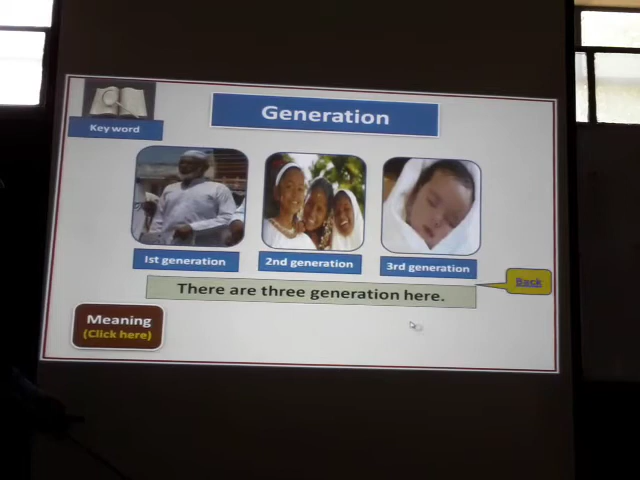 Generation
Key word
1st generation
2nd generation
3rd generation
There are three generation here.
Back
Meaning
(Click here)